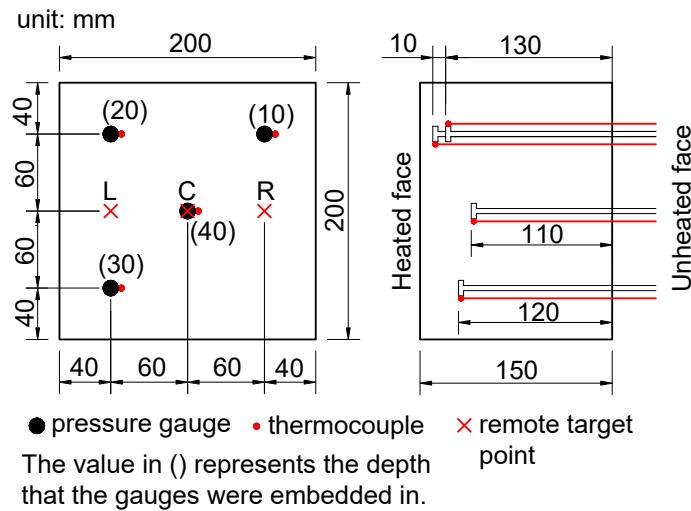 unit: mm
200
10
130
40
60
60
40
(20)
(10)
L
C
R
(40)
(30)
200
40
60
60
40
Heated face
Unheated face
110
120
150
pressure gauge
thermocouple
remote target
point
The value in () represents the depth
that the gauges were embedded in.